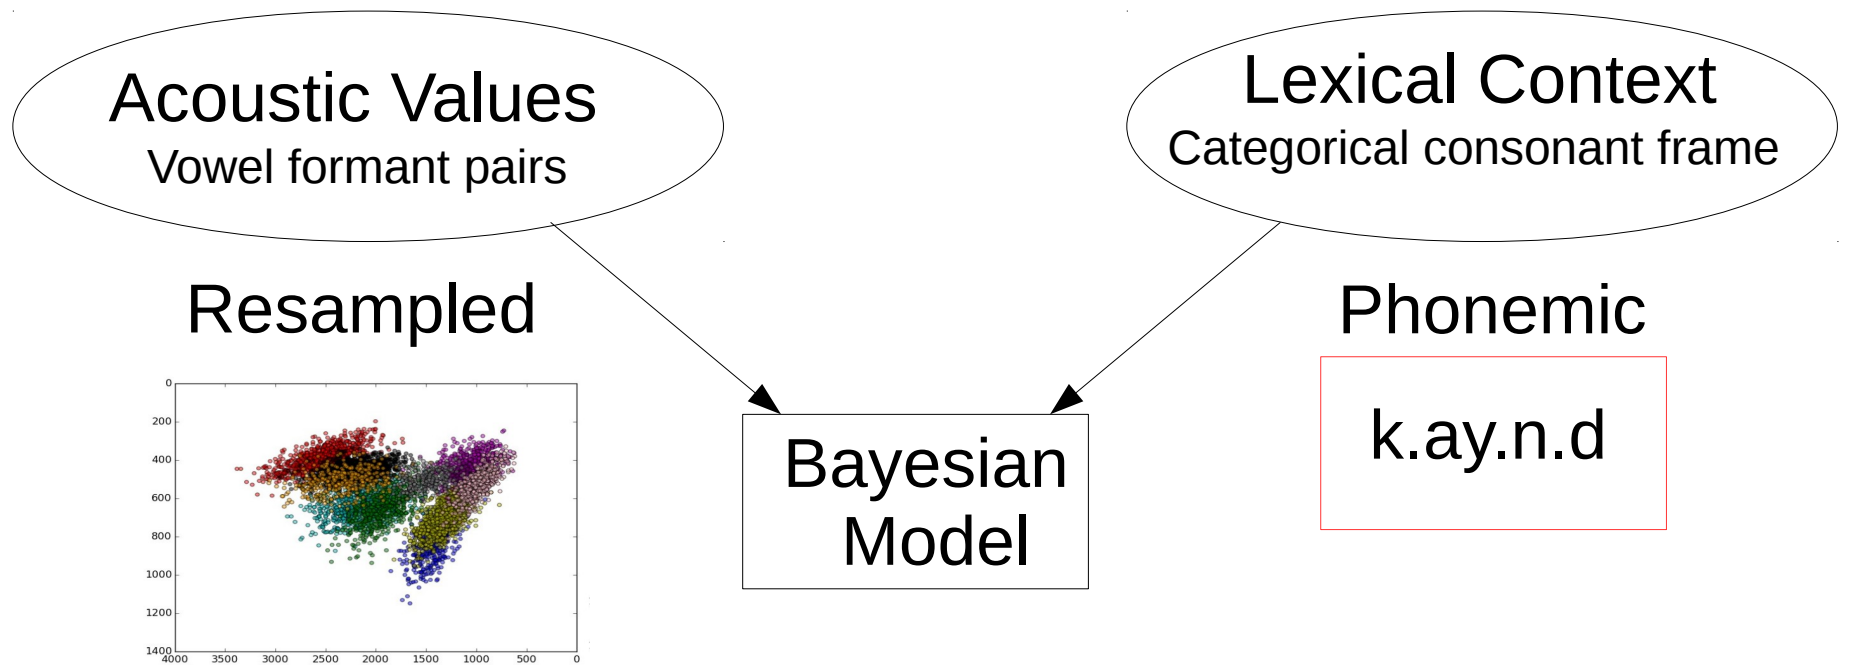 Acoustic Values
Vowel formant pairs
Lexical Context
Categorical consonant frame
Resampled
Phonemic
0
200
400
600
800
1000
1200
1400
4000 3500 3000 2500 2000 1500 1000 500 0
Bayesian
Model
k.ay.n.d